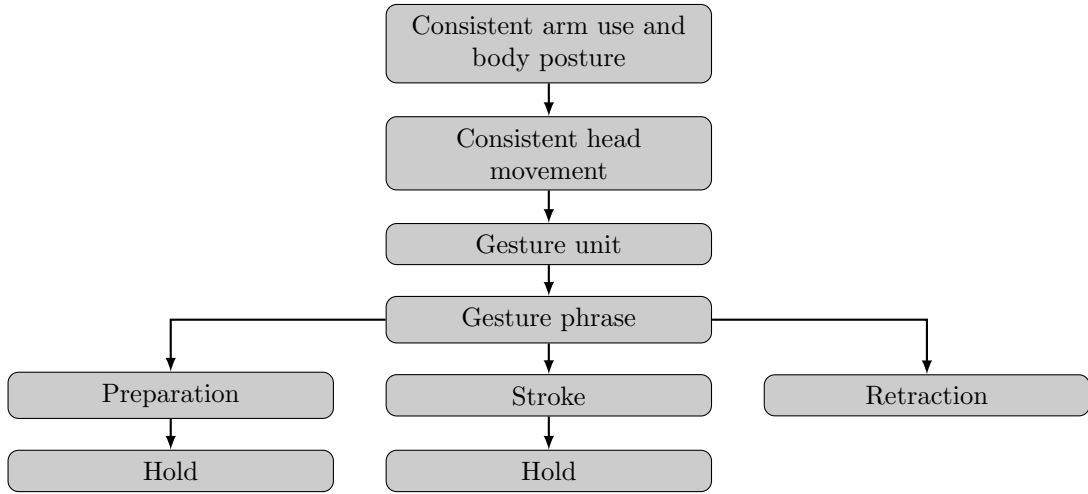 Consistent arm use and
body posture
Consistent head
movement
Gesture unit
Gesture phrase
Preparation
Stroke
Retraction
Hold
Hold